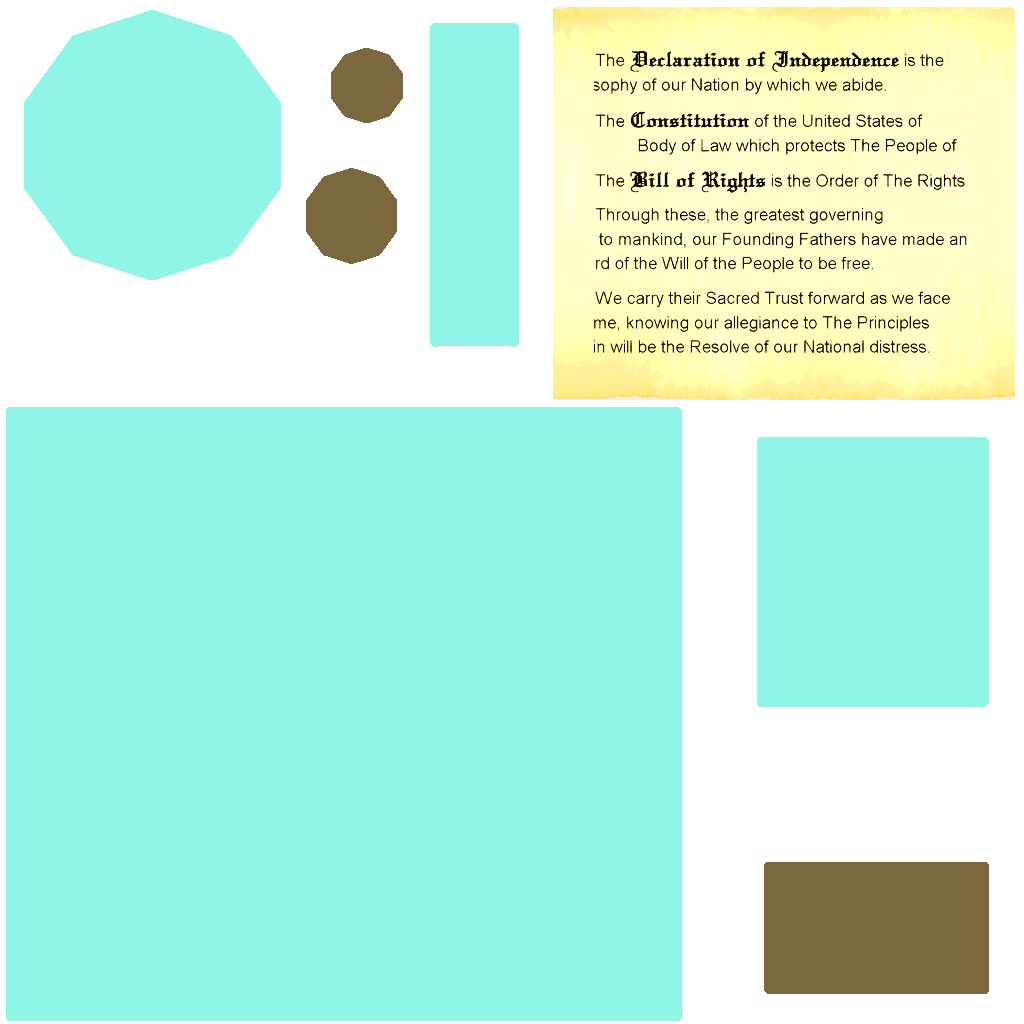 The Declaration of Independence is the
sophy of our Nation by which we abide.
The Constitution of the United States of
Body of Law which protects The People of
The Bill of Rights is the Order of The Rights
Through these, the greatest governing
to mankind, our Founding Fathers have made an
rd of the Will of the People to be free.
We carry their Sacred Trust forward as we face
me, knowing our allegiance to The Principles
in will be the Resolve of our National distress.